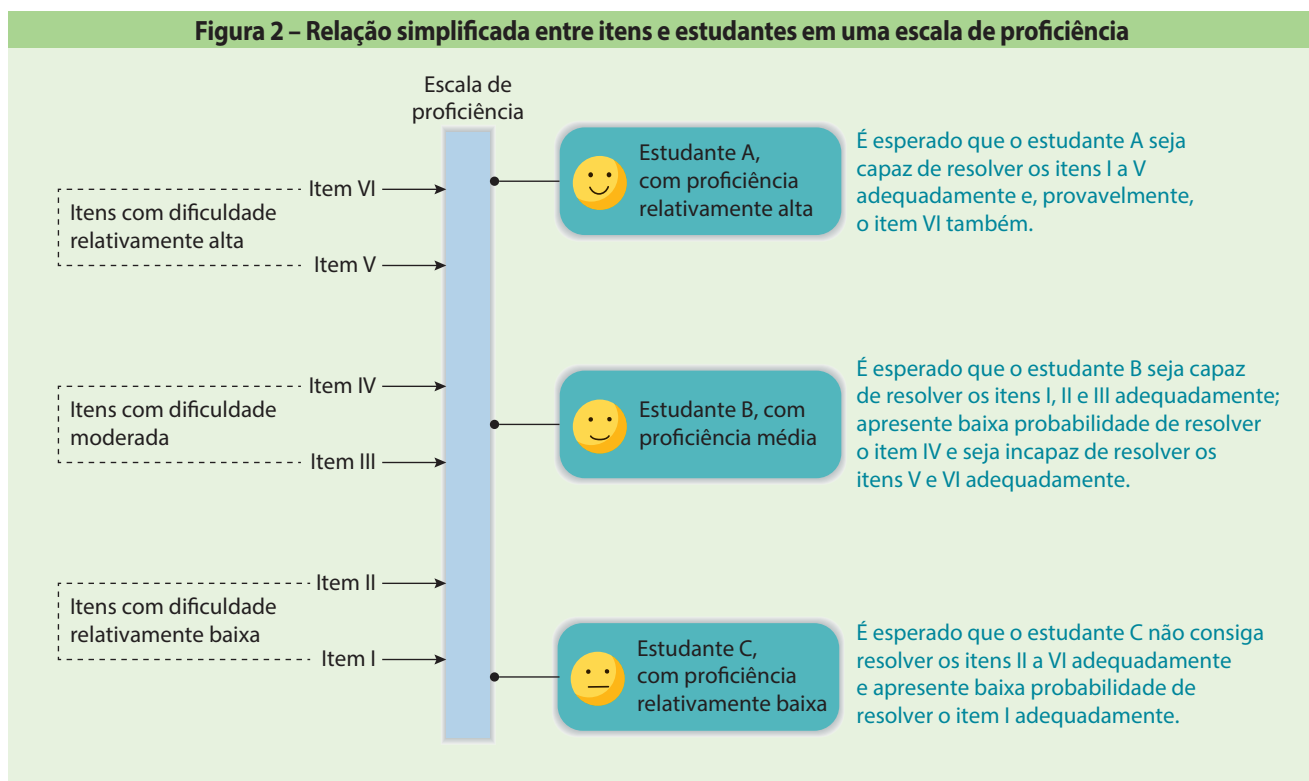 Figura 2 – Relação simplificada entre itens e estudantes em uma escala de proficiência
Escala de
proficiência
Item VI
Itens com dificuldade
relativamente alta
Item V
Estudante A,
com proficiência
relativamente alta
É esperado que o estudante A seja
capaz de resolver os itens I a V
adequadamente e, provavelmente,
o item VI também.
Item IV
Itens com dificuldade
moderada
Item III
Estudante B, com
proficiência média
É esperado que o estudante B seja capaz
de resolver os itens I, II e III adequadamente;
apresente baixa probabilidade de resolver
o item IV e seja incapaz de resolver os
itens V e VI adequadamente.
Item II
Itens com dificuldade
relativamente baixa
Item I
Estudante C,
com proficiência
relativamente baixa
É esperado que o estudante C não consiga
resolver os itens II a VI adequadamente
e apresente baixa probabilidade de
resolver o item I adequadamente.